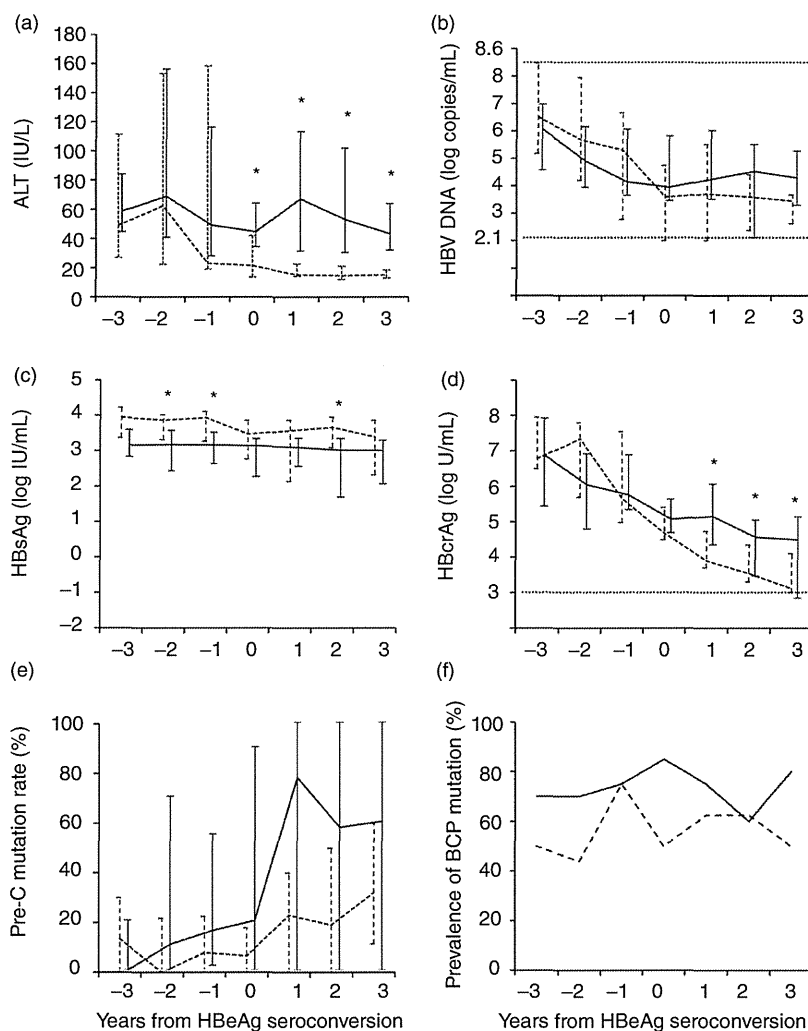 (a)
ALT (IU/L)
180
160
140
120
100
80
60
40
20
0
* * * *
−3 −2 −1 0 1 2 3
(b)
HBV DNA (log copies/mL)
8.6
8
7
6
5
4
3
2.1
−3 −2 −1 0 1 2 3
(c)
HBsAg (log IU/mL)
5
4
3
2
1
0
−1
−2
* * *
−3 −2 −1 0 1 2 3
(d)
HBcrAg (log U/mL)
8
7
6
5
4
3
* * *
−3 −2 −1 0 1 2 3
(e)
Pre-C mutation rate (%)
100
80
60
40
20
0
−3 −2 −1 0 1 2 3
Years from HBeAg seroconversion
(f)
Prevalence of BCP mutation (%)
100
80
60
40
20
0
−3 −2 −1 0 1 2 3
Years from HBeAg seroconversion